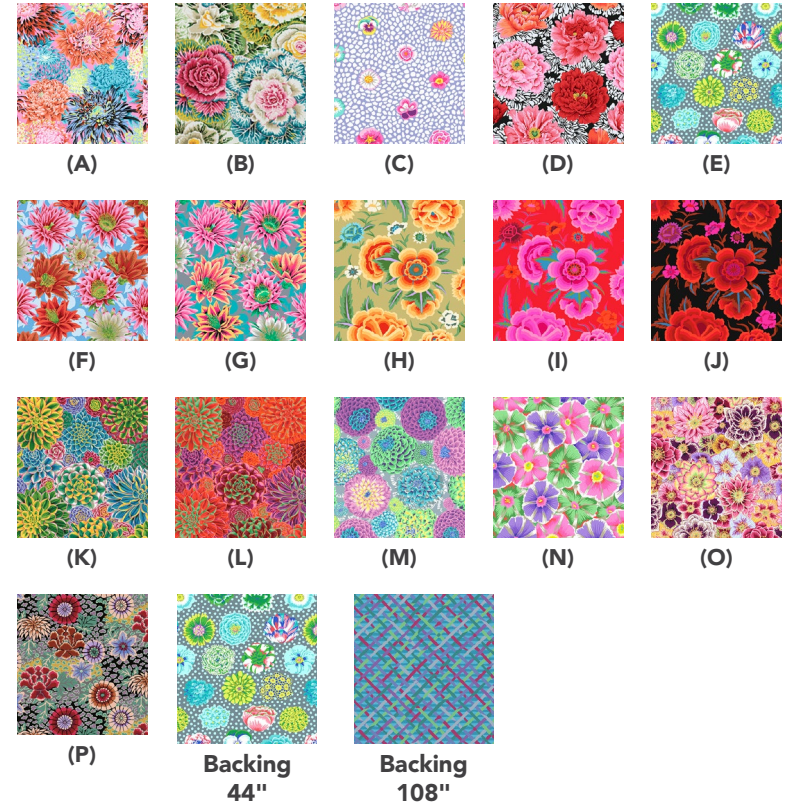 (A) (B) (C) (D) (E)
(F) (G) (H) (I) (J)
(K) (L) (M) (N) (O)
(P) Backing Backing
44" 108"